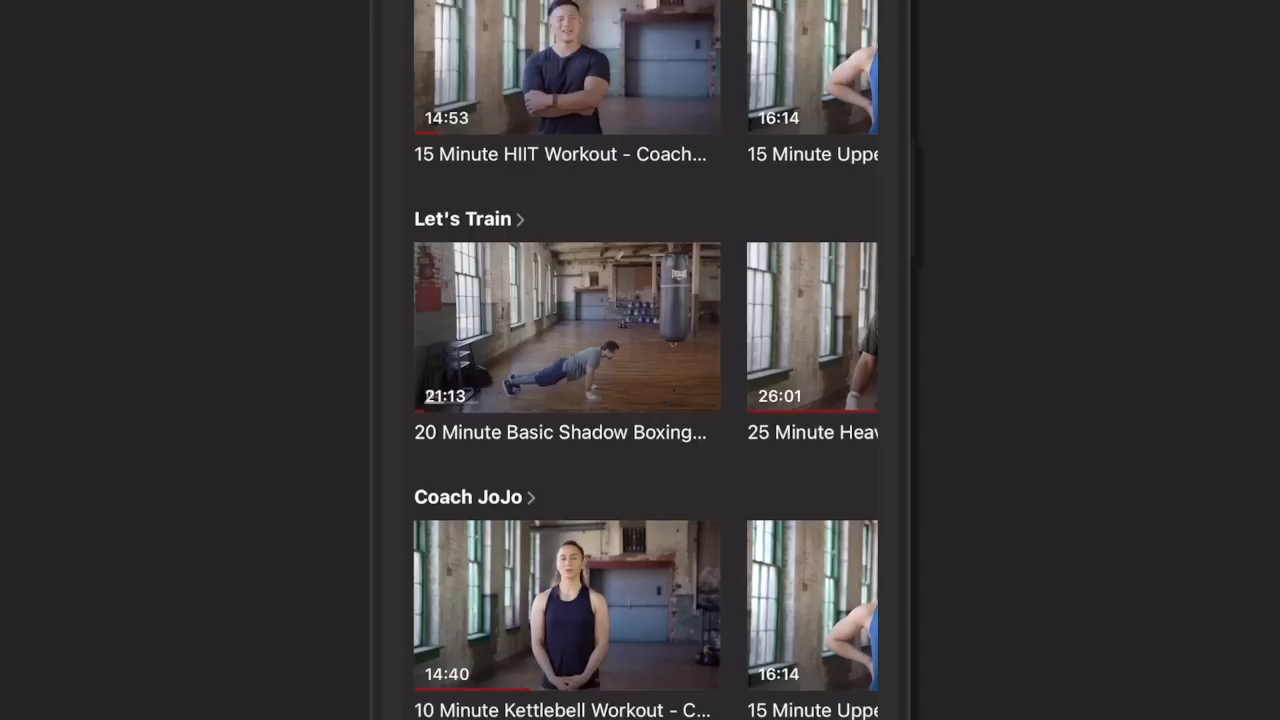 14:53
16:14
15 Minute HIIT Workout - Coach...
15 Minute Uppe
Let's Train
EVERLAST
21:13
26:01
20 Minute Basic Shadow Boxing...
25 Minute Heav
Coach JoJo
14:40
16:14
10 Minute Kettlebell Workout - C...
15 Minute Uppe